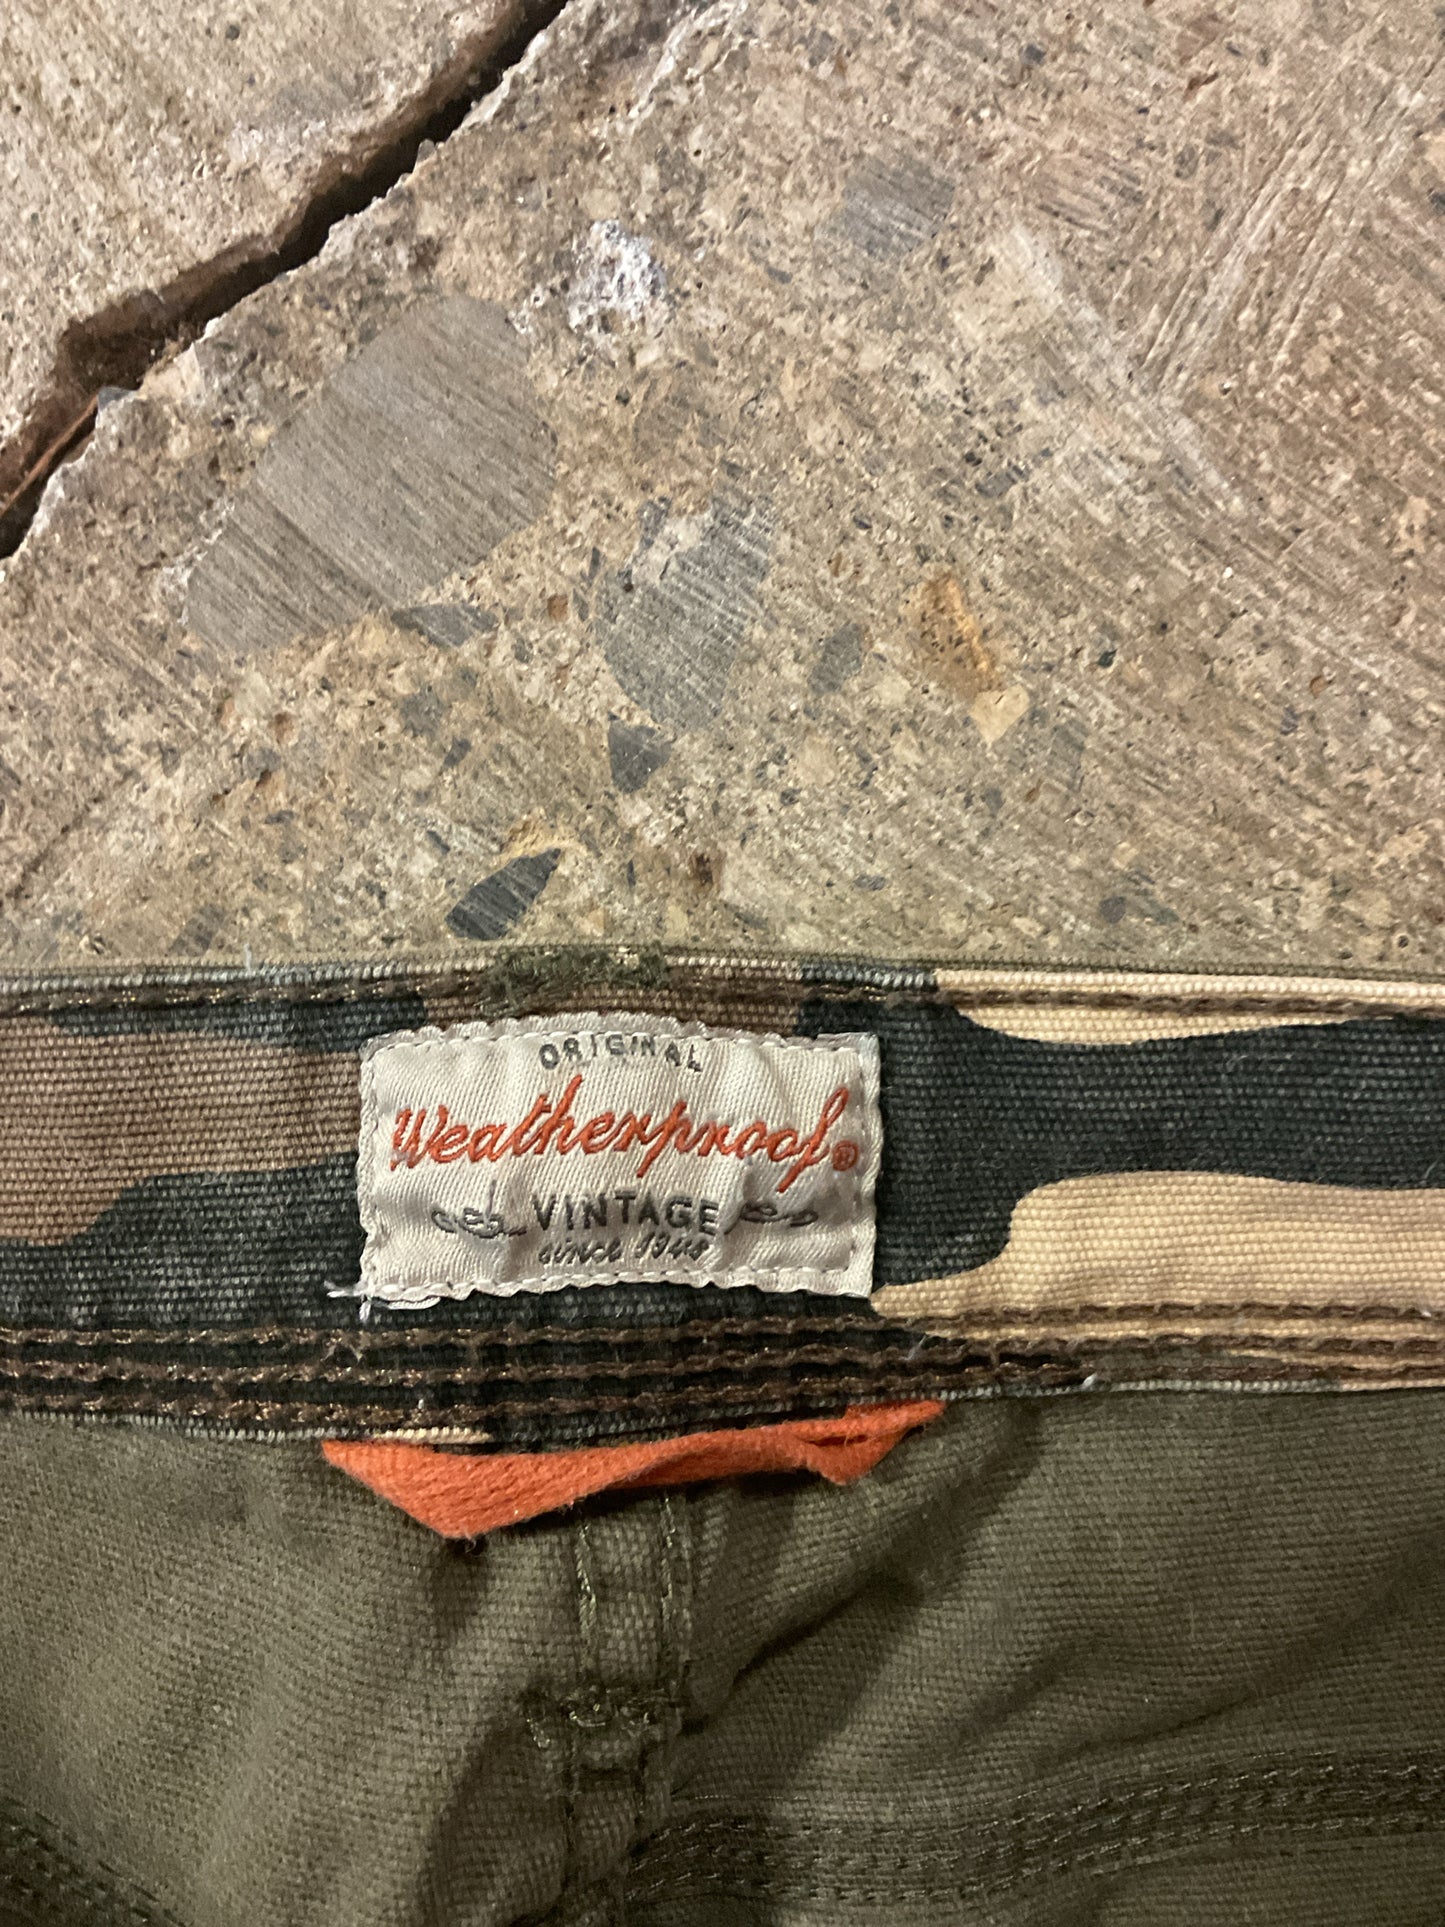 ORIGINAL
Weatherproof®
VINTAGE
since 1948